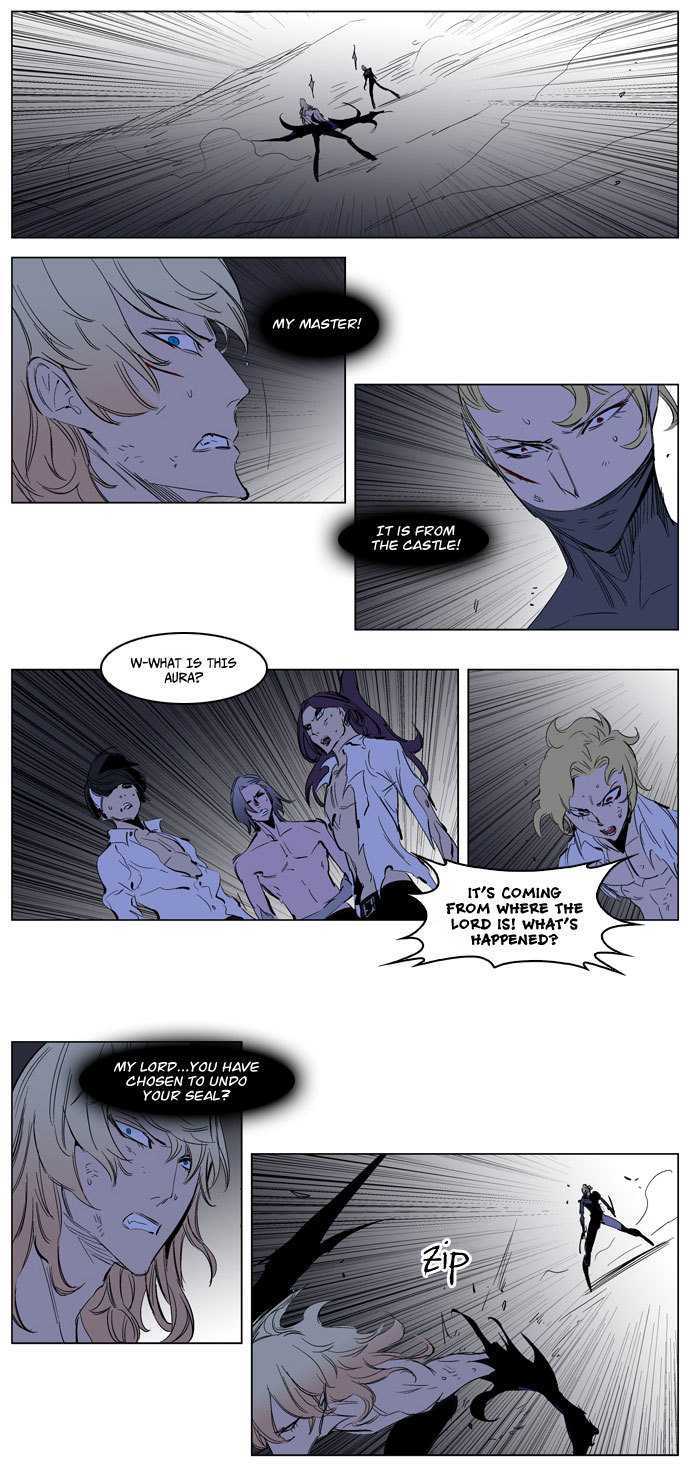 MY MASTER!
IT IS FROM
THE CASTLE!
W-WHAT IS THIS
AURA?
IT'S COMING
FROM WHERE THE
LORD IS! WHAT'S
HAPPENED?
MY LORD...YOU HAVE
CHOSEN TO UNDO
YOUR SEAL?
ZIP